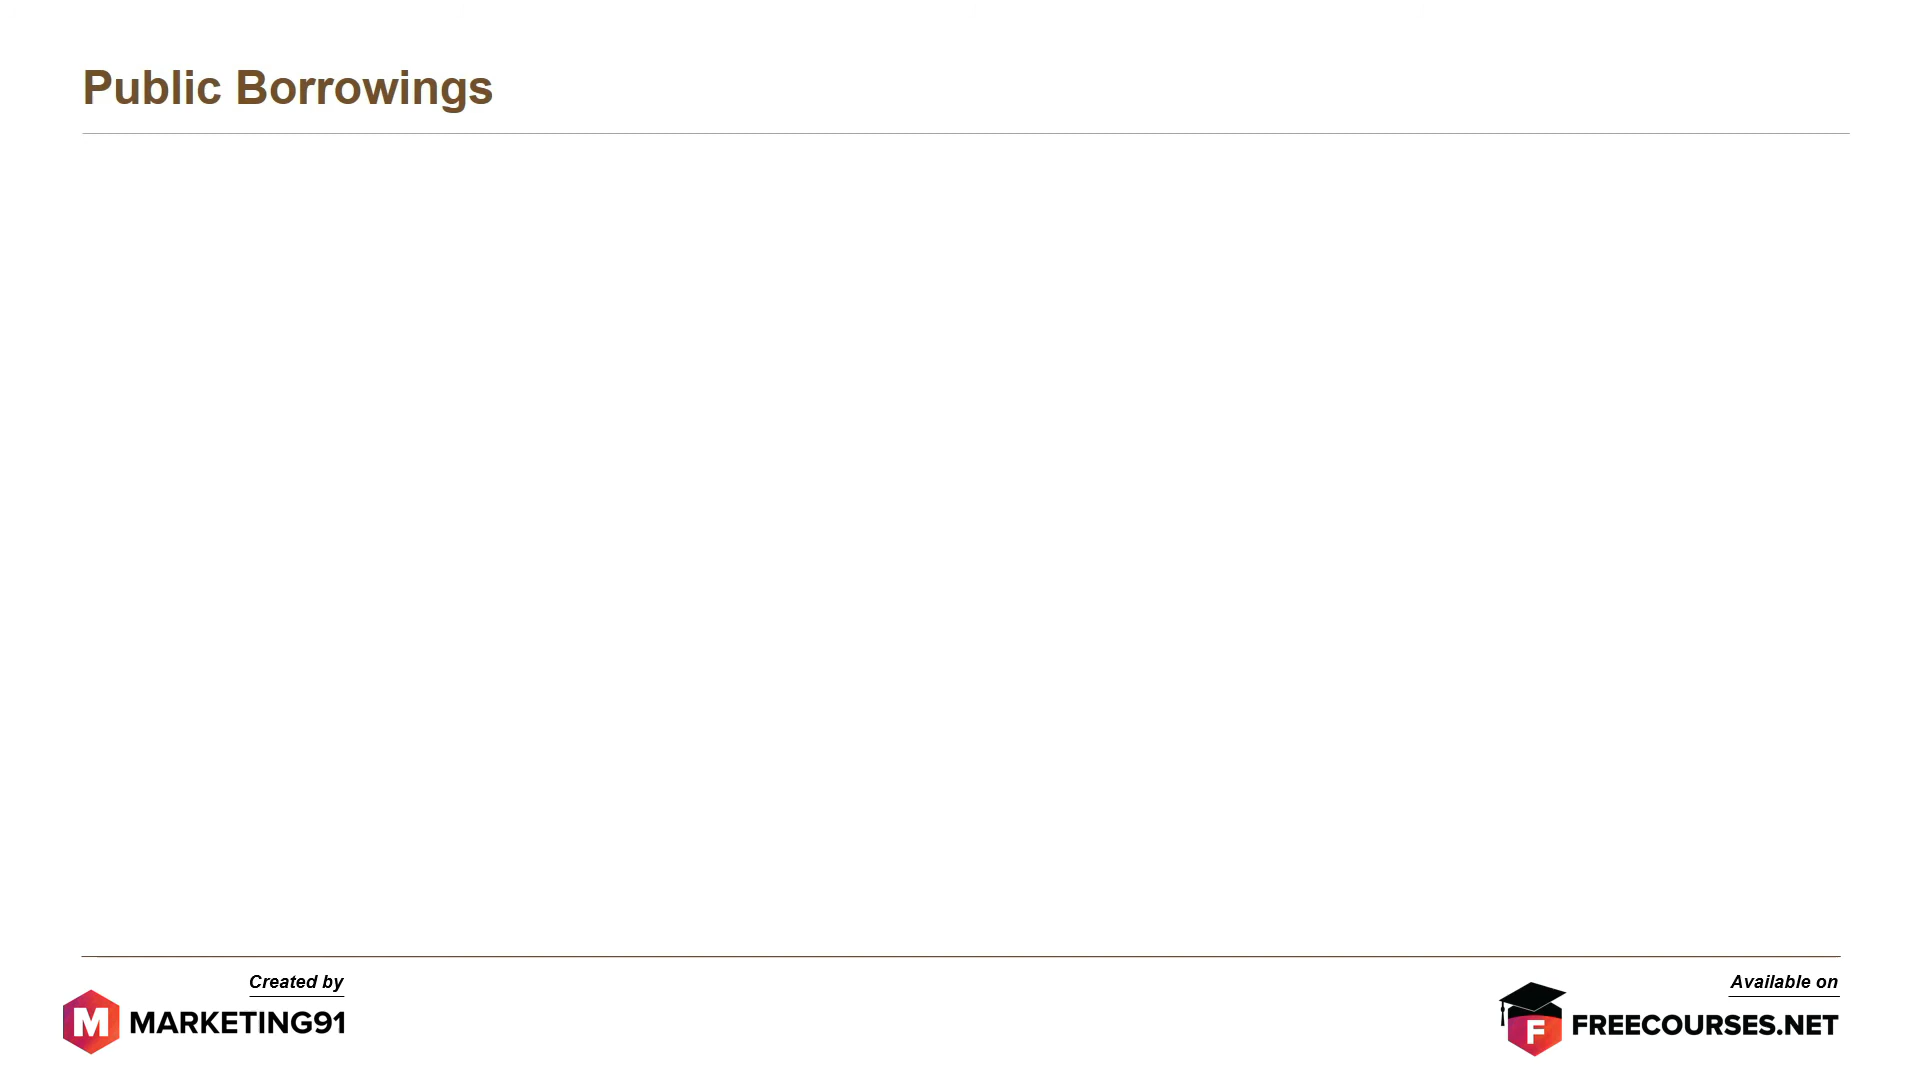 Public Borrowings
Created by
Available on
M MARKETING91
F FREECOURSES.NET